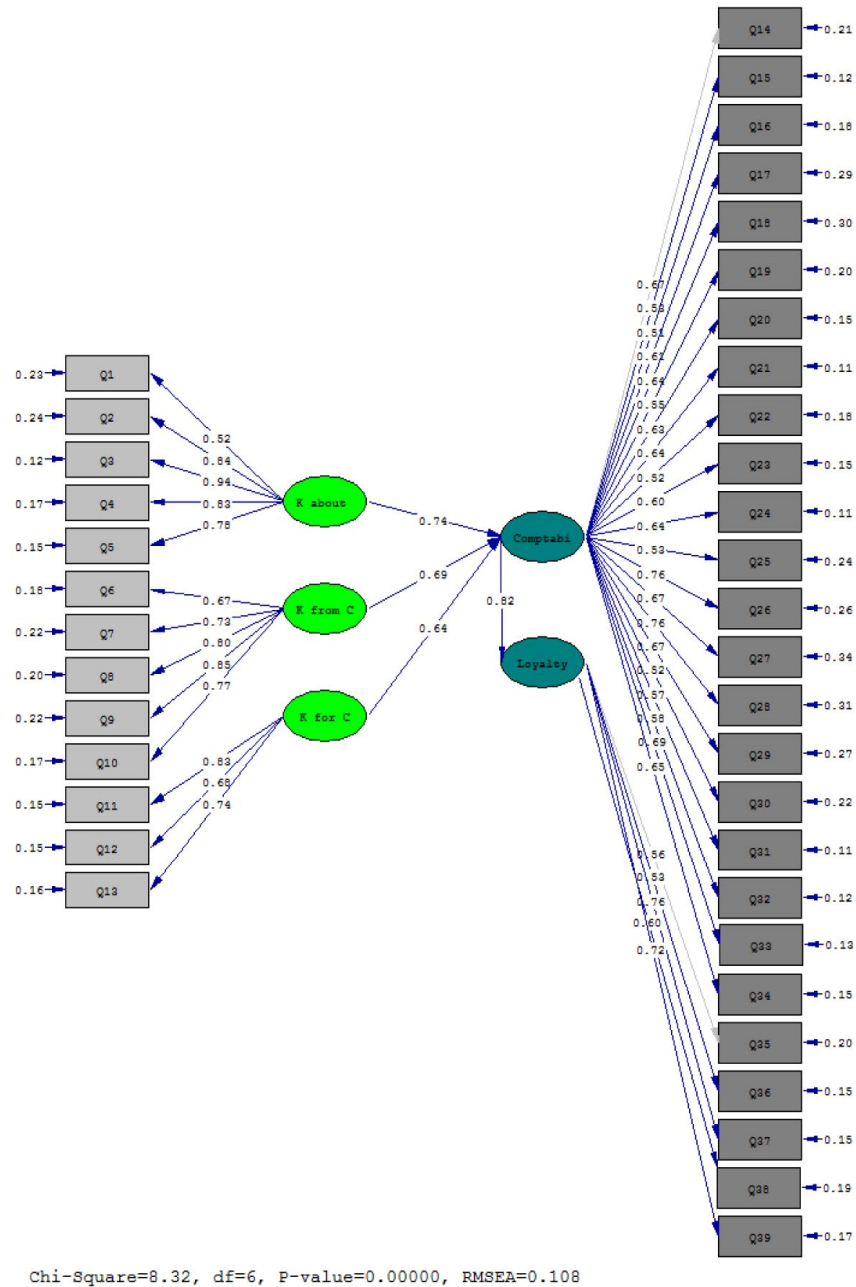 Q14 0.21
Q15 0.12
Q16 0.18
Q17 0.29
Q18 0.30
Q19 0.20
Q20 0.15
Q21 0.11
Q22 0.18
Q23 0.15
Q24 0.11
Q25 0.24
Q26 0.26
Q27 0.34
Q28 0.31
Q29 0.27
Q30 0.22
Q31 0.11
Q32 0.12
Q33 0.13
Q34 0.15
Q35 0.20
Q36 0.15
Q37 0.15
Q38 0.19
Q39 0.17
0.23 Q1
0.24 Q2
0.12 Q3
0.17 Q4
0.15 Q5
0.18 Q6
0.22 Q7
0.20 Q8
0.22 Q9
0.17 Q10
0.15 Q11
0.15 Q12
0.16 Q13
0.52
0.84
0.94
0.83
0.78
0.67
0.73
0.80
0.85
0.77
0.83
0.68
0.74
K about
K from C
K for C
0.74
0.69
0.64
Comptabi
0.82
Loyalty
0.67
0.58
0.51
0.61
0.64
0.55
0.63
0.64
0.52
0.60
0.64
0.53
0.76
0.67
0.76
0.67
0.52
0.57
0.58
0.69
0.65
0.56
0.53
0.76
0.60
0.72
Chi-Square=8.32, df=6, P-value=0.00000, RMSEA=0.108